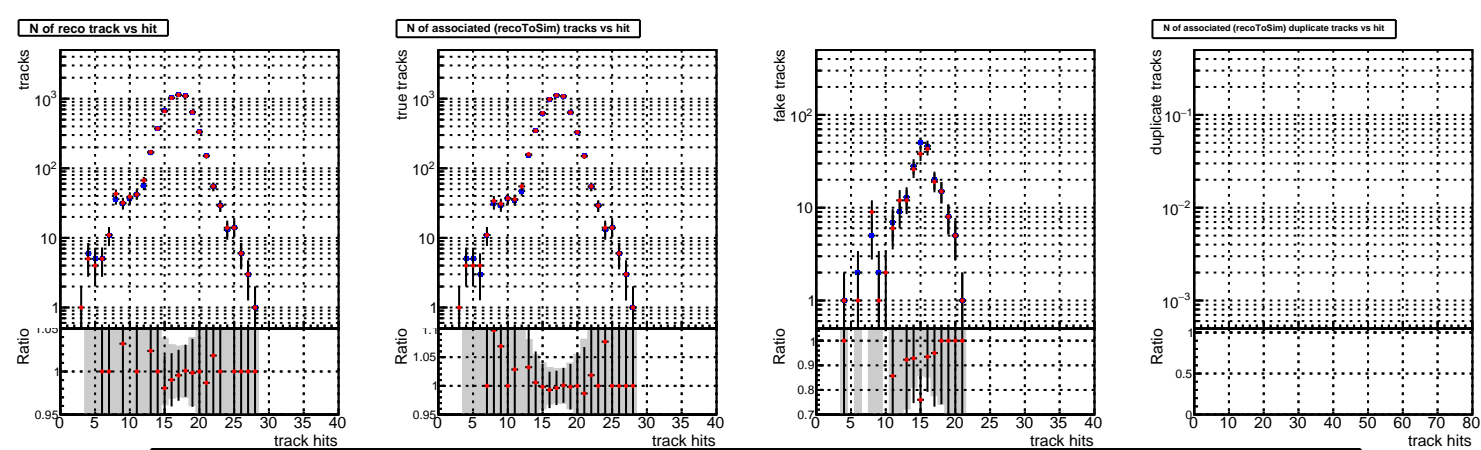 N of reco track vs hit
tracks
10³
10²
10
1
Ratio
1.05
1
0.95
0 5 10 15 20 25 30 35 40
track hits
N of associated (recoToSim) tracks vs hit
true tracks
10³
10²
10
1
Ratio
1.1
1.05
1
0.95
0 5 10 15 20 25 30 35 40
track hits
fake tracks
10²
10
1
Ratio
1
0.9
0.8
0.7
0 5 10 15 20 25 30 35 40
track hits
N of associated (recoToSim) duplicate tracks vs hit
duplicate tracks
10⁻¹
10⁻²
10⁻³
Ratio
1
0.5
0
0 10 20 30 40 50 60 70 80
track hits